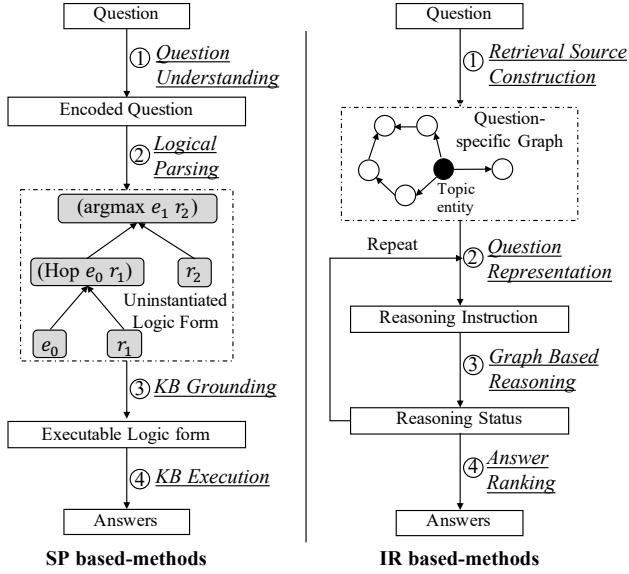 Question
① Question
Understanding
Encoded Question
② Logical
Parsing
(argmax e₁ r₂)
(Hop e₀ r₁)
r₂
Uninstantiated
Logic Form
e₀
r₁
③ KB Grounding
Executable Logic form
④ KB Execution
Answers
SP based-methods
Question
① Retrieval Source
Construction
Question-
specific Graph
Topic
entity
Repeat
② Question
Representation
Reasoning Instruction
③ Graph Based
Reasoning
Reasoning Status
④ Answer
Ranking
Answers
IR based-methods